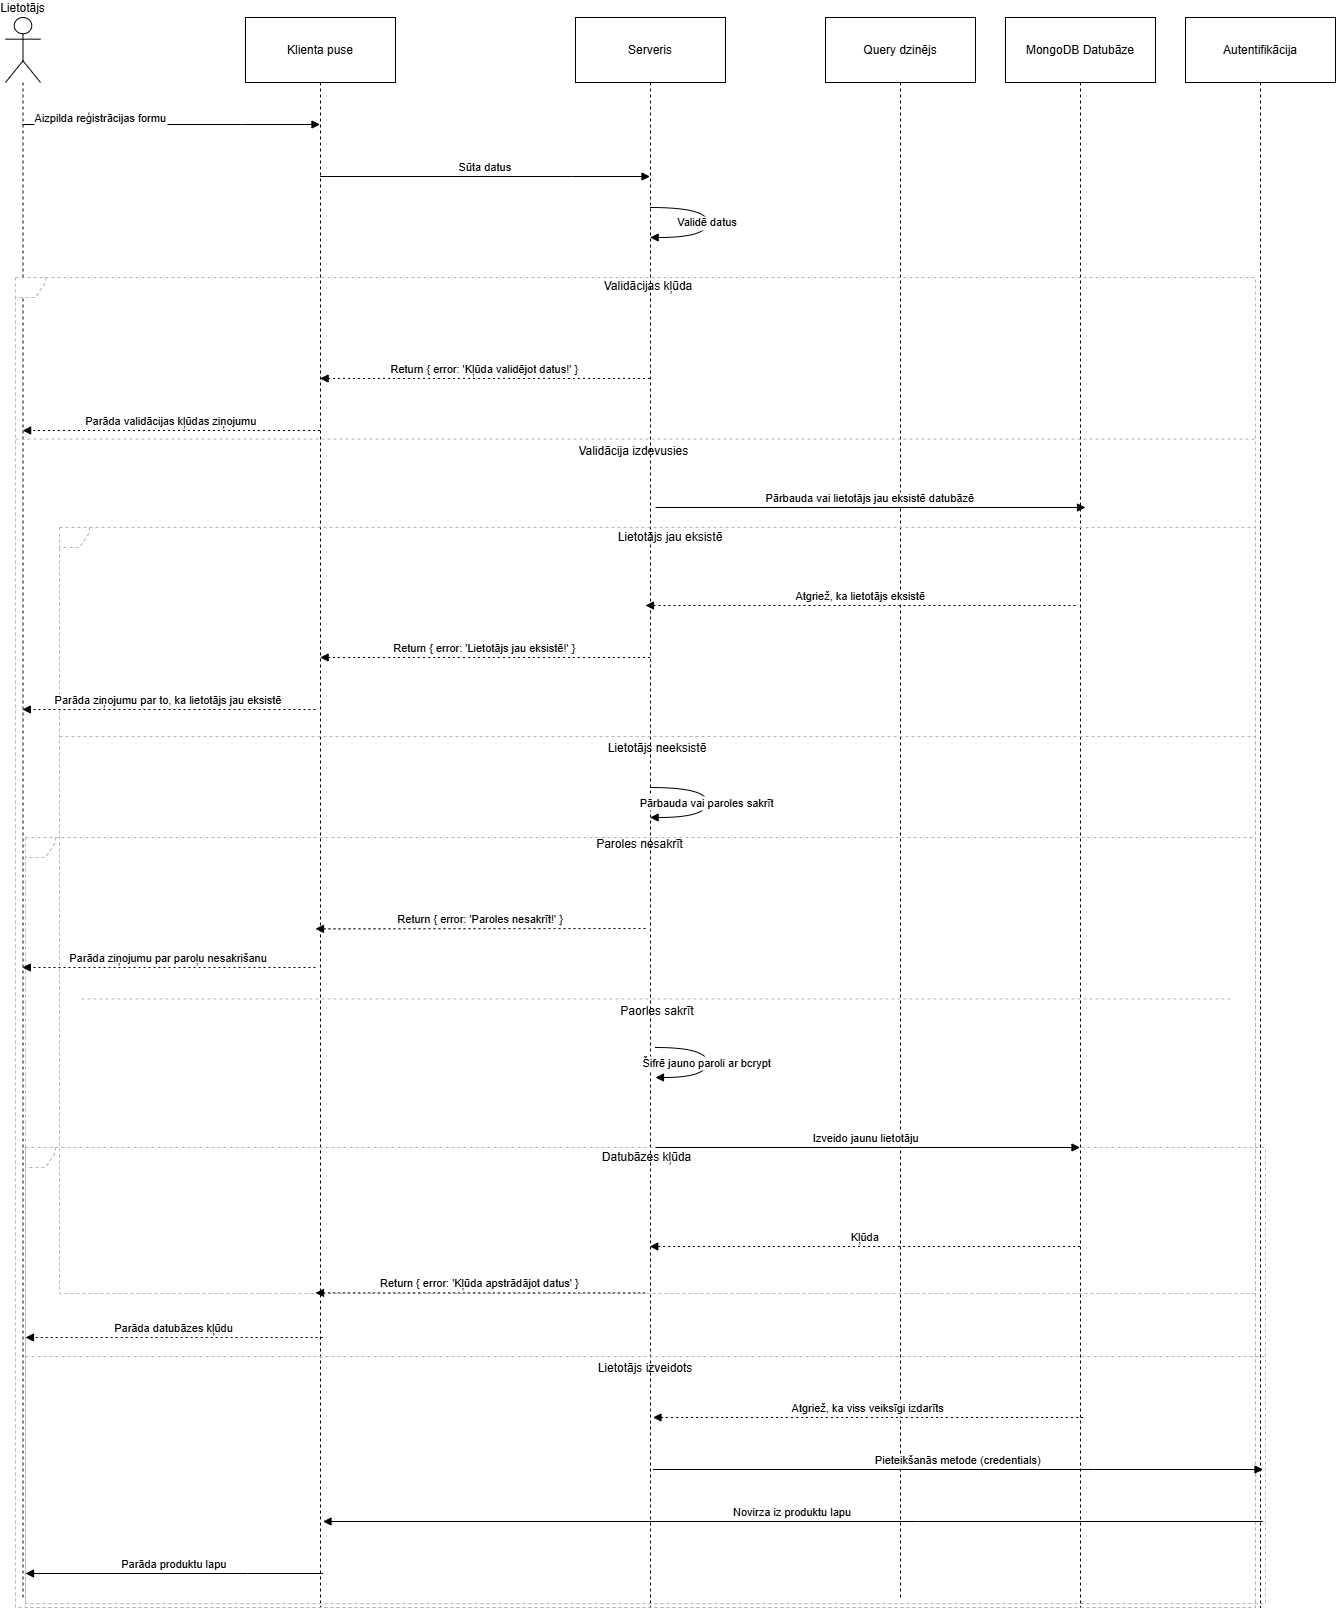 Lietotājs
Klienta puse
Serveris
Query dzinējs
MongoDB Datubāze
Autentifikācija
Aizpilda reģistrācijas formu
Sūta datus
Validē datus
Validācijas kļūda
Return { error: 'Kļūda validējot datus!' }
Parāda validācijas kļūdas ziņojumu
Validācija izdevusies
Pārbauda vai lietotājs jau eksistē datubāzē
Lietotājs jau eksistē
Atgriež, ka lietotājs eksistē
Return { error: 'Lietotājs jau eksistē!' }
Parāda ziņojumu par to, ka lietotājs jau eksistē
Lietotājs neeksistē
Pārbauda vai paroles sakrīt
Paroles nesakrīt
Return { error: 'Paroles nesakrīt!' }
Parāda ziņojumu par paroļu nesakrišanu
Paorles sakrīt
Šifrē jauno paroli ar bcrypt
Izveido jaunu lietotāju
Datubāzes kļūda
Kļūda
Return { error: 'Kļūda apstrādājot datus' }
Parāda datubāzes kļūdu
Lietotājs izveidots
Atgriež, ka viss veiksīgi izdarīts
Pieteikšanās metode (credentials)
Novirza iz produktu lapu
Parāda produktu lapu